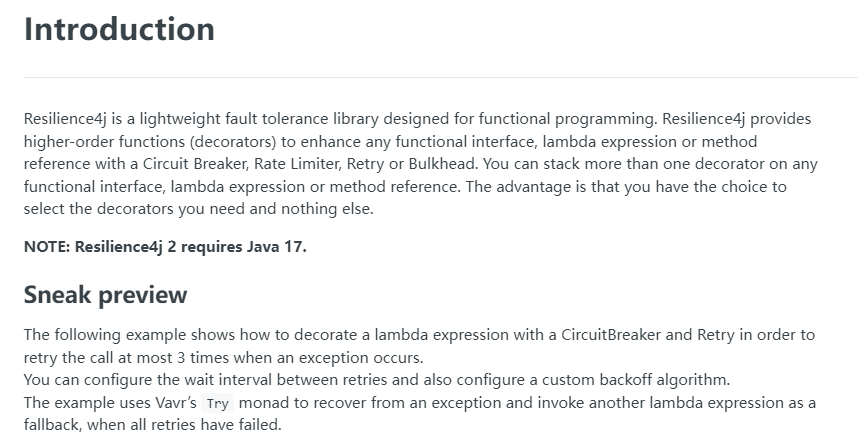 Introduction
Resilience4j is a lightweight fault tolerance library designed for functional programming. Resilience4j provides
higher-order functions (decorators) to enhance any functional interface, lambda expression or method
reference with a Circuit Breaker, Rate Limiter, Retry or Bulkhead. You can stack more than one decorator on any
functional interface, lambda expression or method reference. The advantage is that you have the choice to
select the decorators you need and nothing else.
NOTE: Resilience4j 2 requires Java 17.
Sneak preview
The following example shows how to decorate a lambda expression with a CircuitBreaker and Retry in order to
retry the call at most 3 times when an exception occurs.
You can configure the wait interval between retries and also configure a custom backoff algorithm.
The example uses Vavr’s Try monad to recover from an exception and invoke another lambda expression as a
fallback, when all retries have failed.